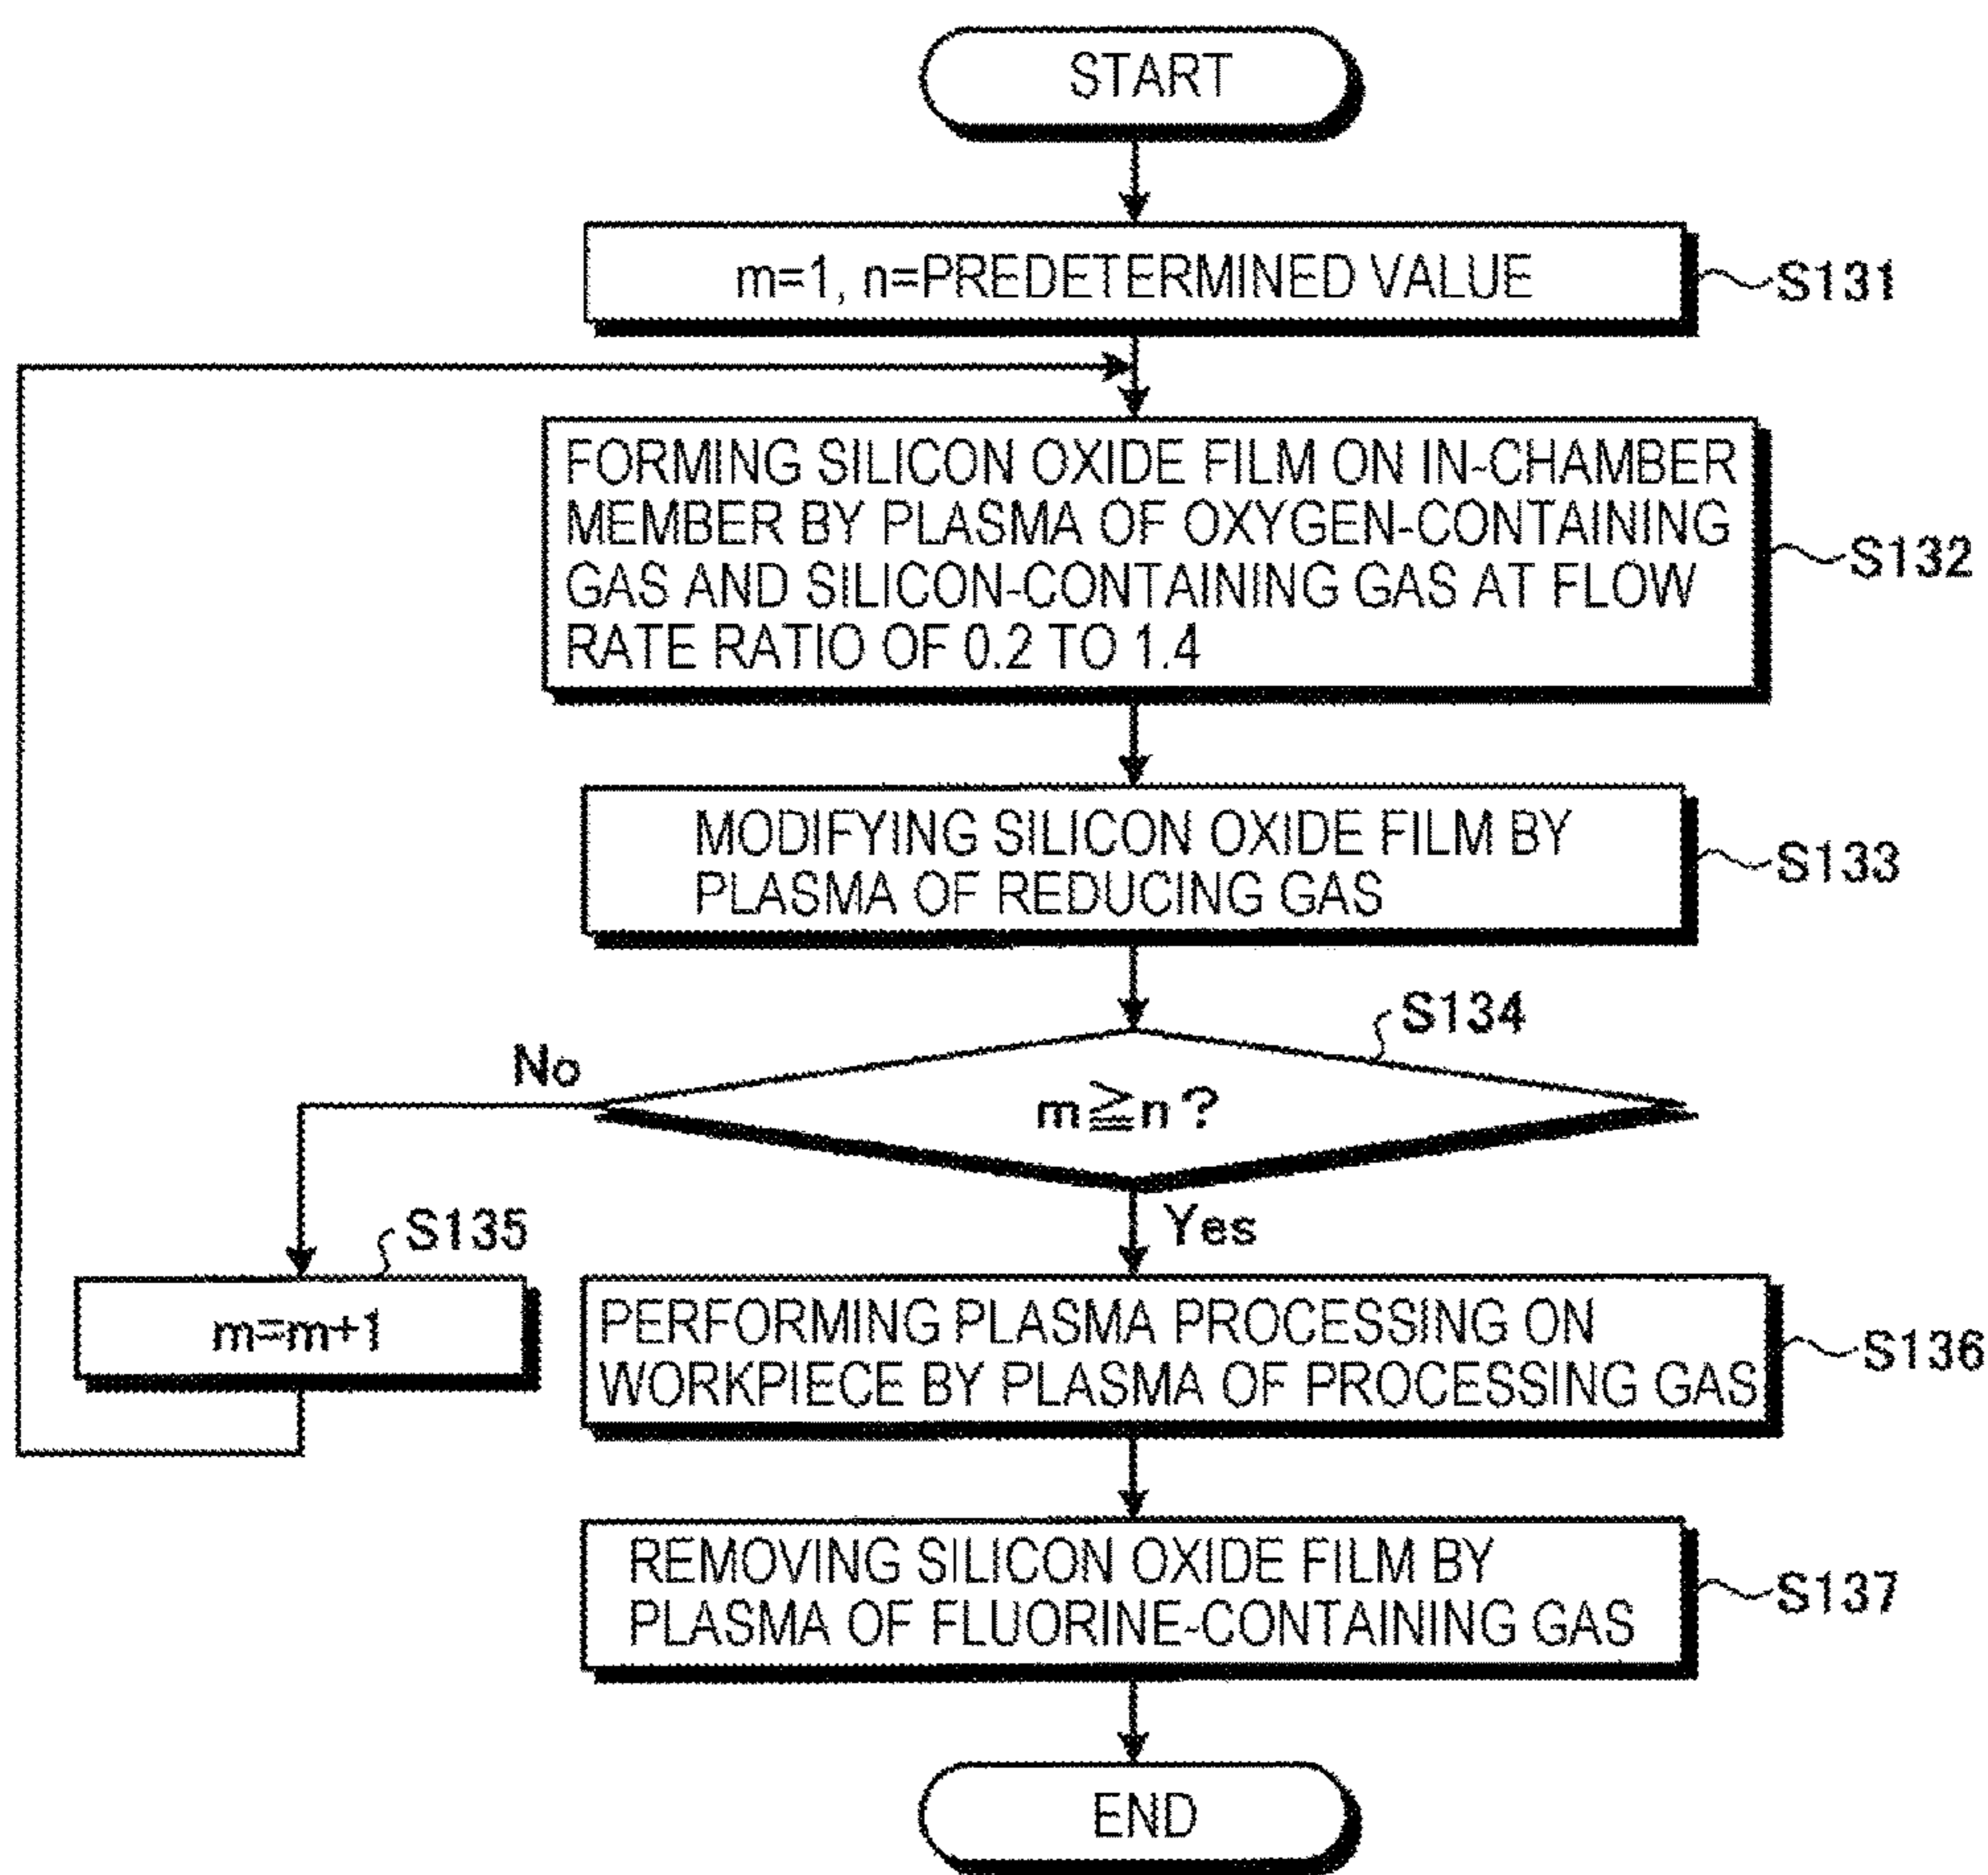 START
m=1, n=PREDETERMINED VALUE
S131
FORMING SILICON OXIDE FILM ON IN-CHAMBER
MEMBER BY PLASMA OF OXYGEN-CONTAINING
GAS AND SILICON-CONTAINING GAS AT FLOW
RATE RATIO OF 0.2 TO 1.4
S132
MODIFYING SILICON OXIDE FILM BY
PLASMA OF REDUCING GAS
S133
S134
No
m≧n?
Yes
S135
m=m+1
PERFORMING PLASMA PROCESSING ON
WORKPIECE BY PLASMA OF PROCESSING GAS
S136
REMOVING SILICON OXIDE FILM BY
PLASMA OF FLUORINE-CONTAINING GAS
S137
END